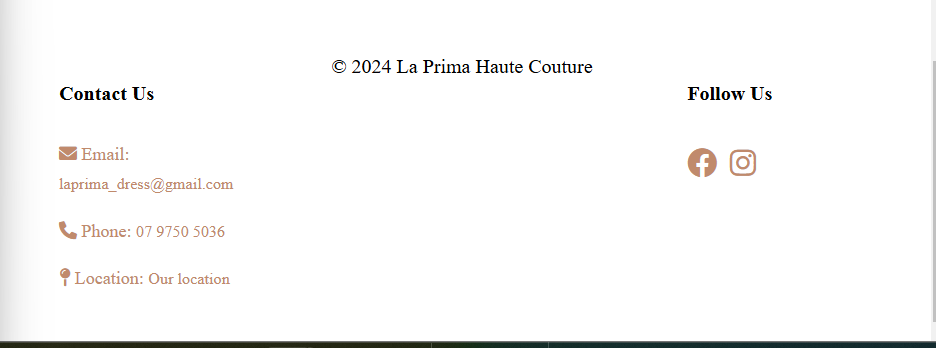 © 2024 La Prima Haute Couture
Contact Us
Follow Us
Email:
laprima_dress@gmail.com
Phone: 07 9750 5036
Location: Our location